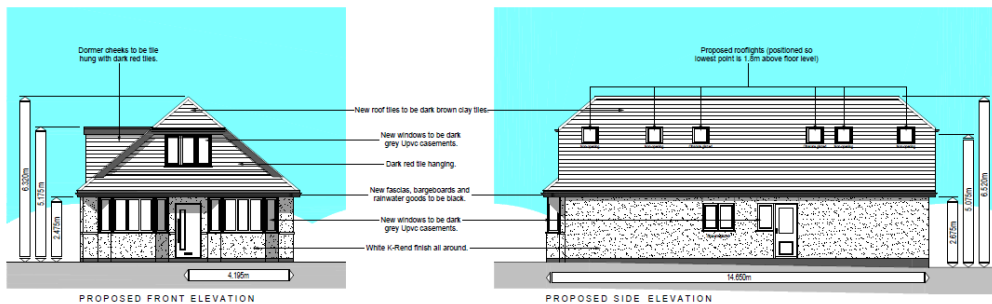 Dormer cheeks to be tile
hung with dark red tiles.
Proposed rooflights (positioned so
lowest point is 1.8m above floor level)
New roof tiles to be dark brown clay tiles.
New windows to be dark
grey Upvc casements.
Dark red tile hanging.
New fascias, bargeboards and
rainwater goods to be black.
New windows to be dark
grey Upvc casements.
White K-Rend finish all around.
6.320m
5.175m
2.475m
4.195m
14.650m
2.675m
5.075m
6.520m
PROPOSED FRONT ELEVATION
PROPOSED SIDE ELEVATION